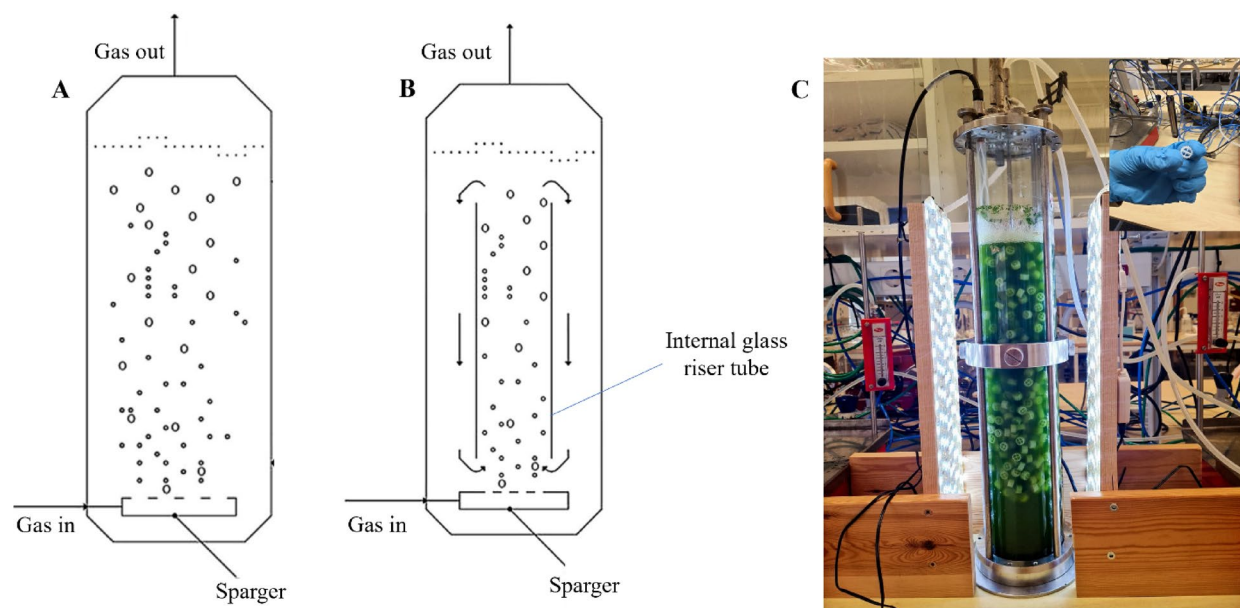 Gas out
A
Gas in
Sparger
Gas out
B
Gas in
Sparger
Internal glass
riser tube
C